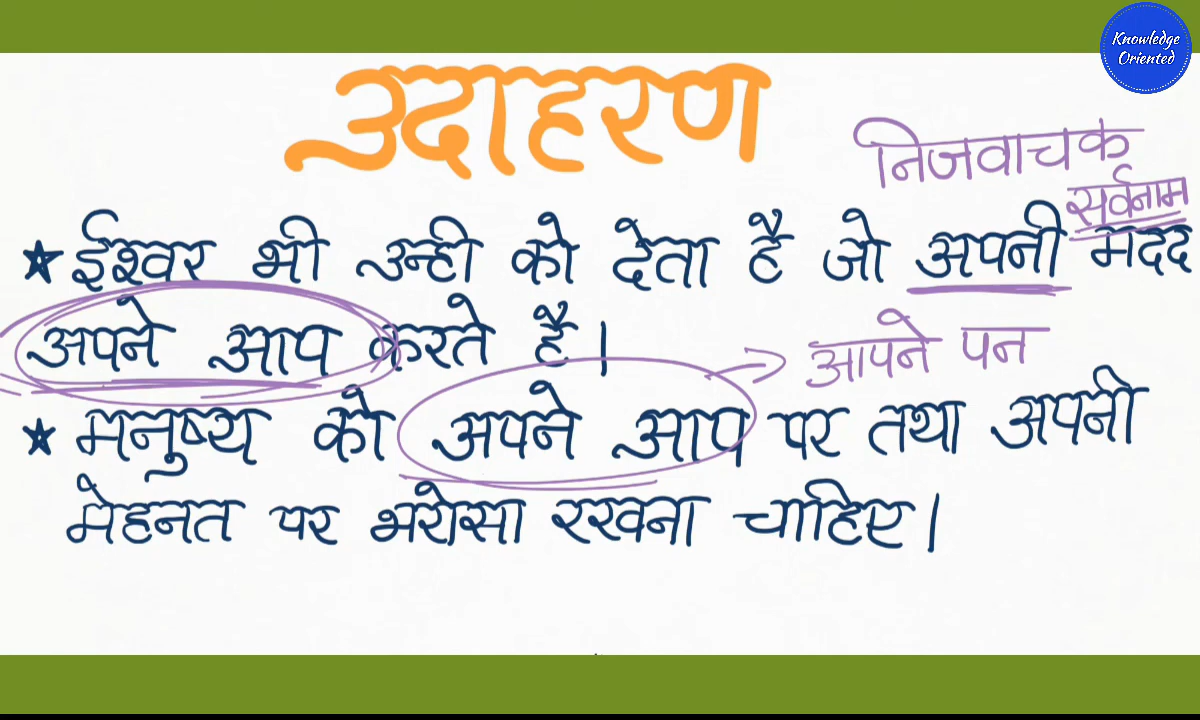 Knowledge
Oriented
उदाहरण
निजवाचक
सर्वनाम
★ ईश्वर भी उन्ही को देता है जो अपनी मदद
अपने आप करते है।
आपने पन
★ मनुष्य को अपने आप पर तथा अपनी
मेहनत पर भरोसा रखना चाहिए।